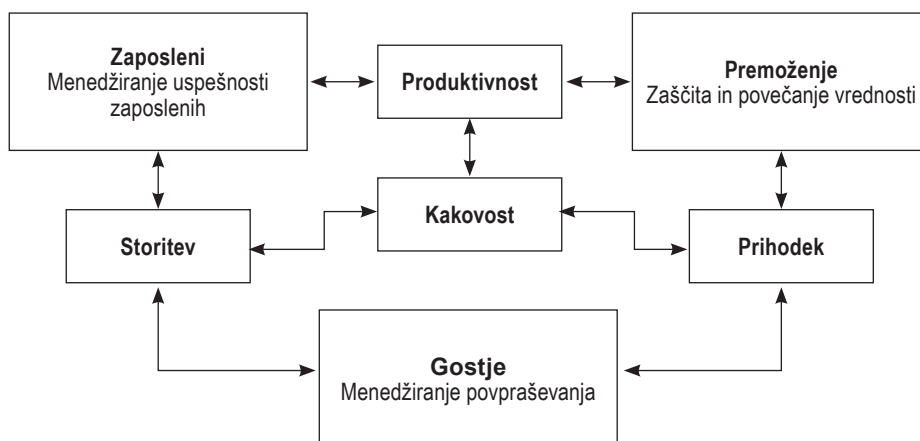 Zaposleni
Menedžiranje uspešnosti
zaposlenih
Produktivnost
Premoženje
Zaščita in povečanje vrednosti
Storitev
Kakovost
Prihodek
Gostje
Menedžiranje povpraševanja